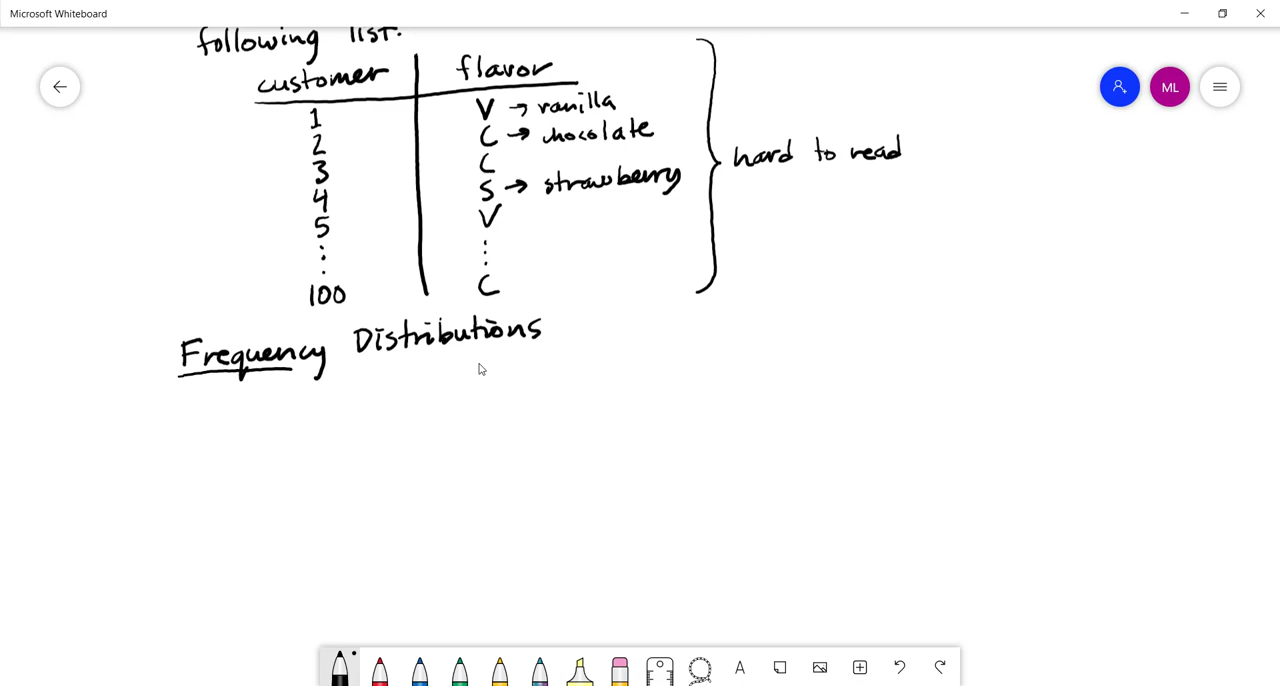 Microsoft Whiteboard
following list.
customer flavor
1 V → vanilla
2 C → chocolate
3 C
4 S → strawberry
5 V
⋮ ⋮
100 C
hard to read
ML
Frequency Distributions
A